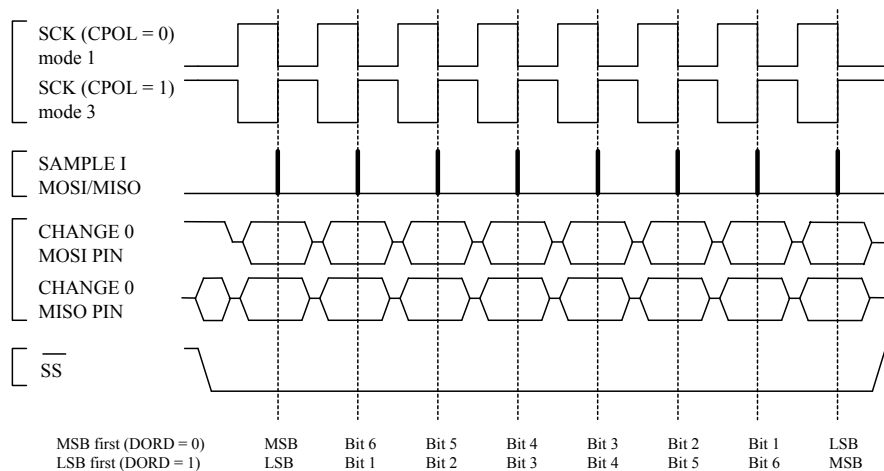 SCK (CPOL = 0)
mode 1
SCK (CPOL = 1)
mode 3
SAMPLE I
MOSI/MISO
CHANGE 0
MOSI PIN
CHANGE 0
MISO PIN
SS
MSB first (DORD = 0) MSB Bit 6 Bit 5 Bit 4 Bit 3 Bit 2 Bit 1 LSB
LSB first (DORD = 1) LSB Bit 1 Bit 2 Bit 3 Bit 4 Bit 5 Bit 6 MSB